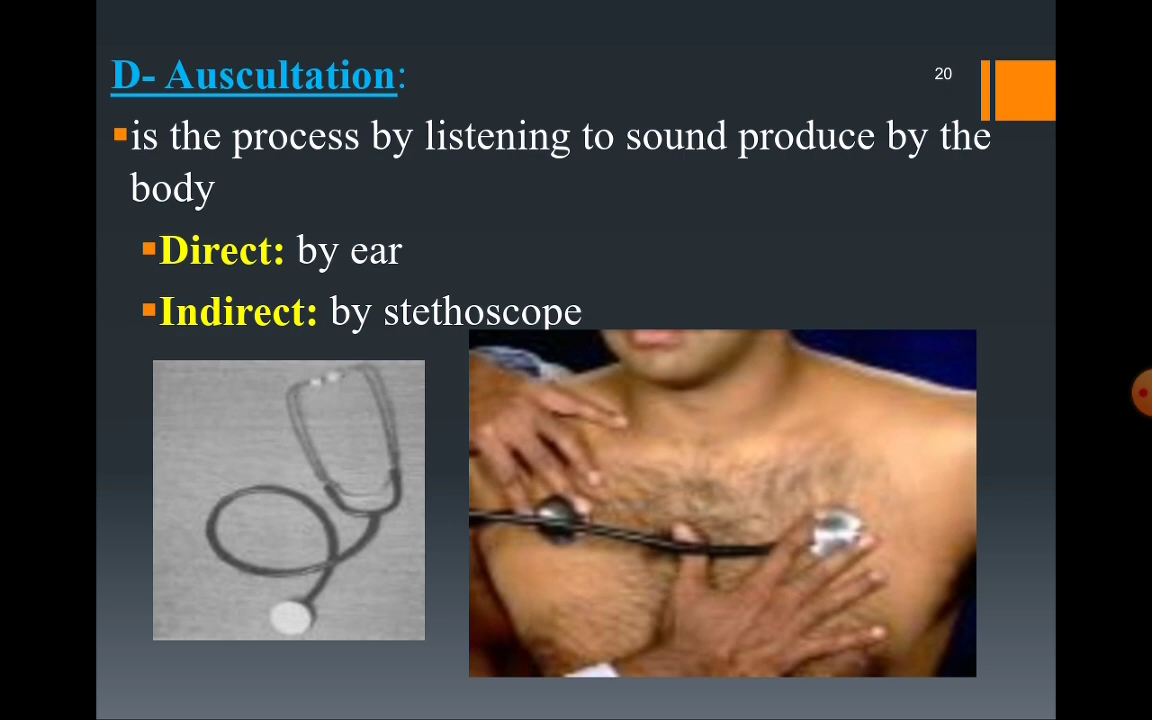 D- Auscultation:
20
▪is the process by listening to sound produce by the
body
▪Direct: by ear
▪Indirect: by stethoscope